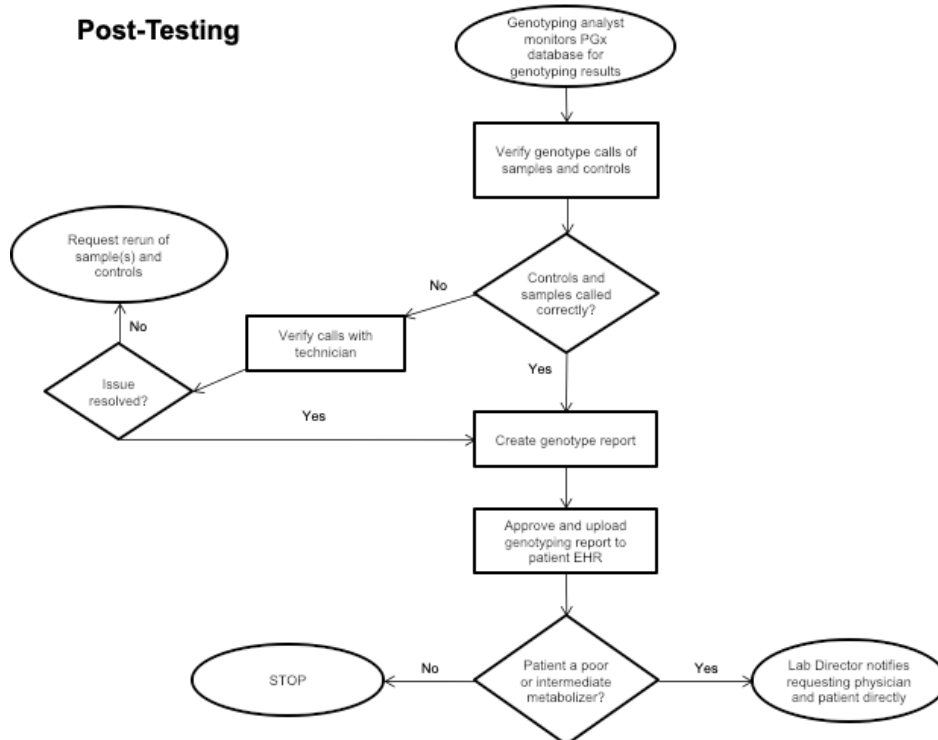 Post-Testing
Genotyping analyst
monitors PGx
database for
genotyping results
Verify genotype calls of
samples and controls
Request rerun of
sample(s) and
controls
Controls and
samples called
correctly?
No
No
Verify calls with
technician
Issue
resolved?
Yes
Yes
Create genotype report
Approve and upload
genotyping report to
patient EHR
STOP
No
Patient a poor
or intermediate
metabolizer?
Yes
Lab Director notifies
requesting physician
and patient directly